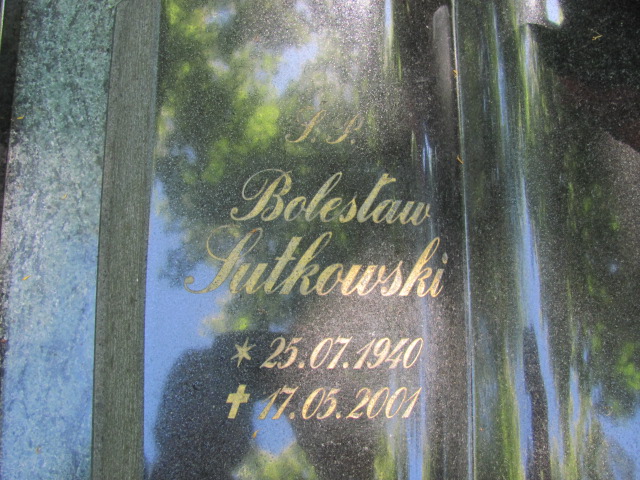 Ś. P.
Bolesław
Sutkowski
* 25.07.1940
✝ 17.05.2001